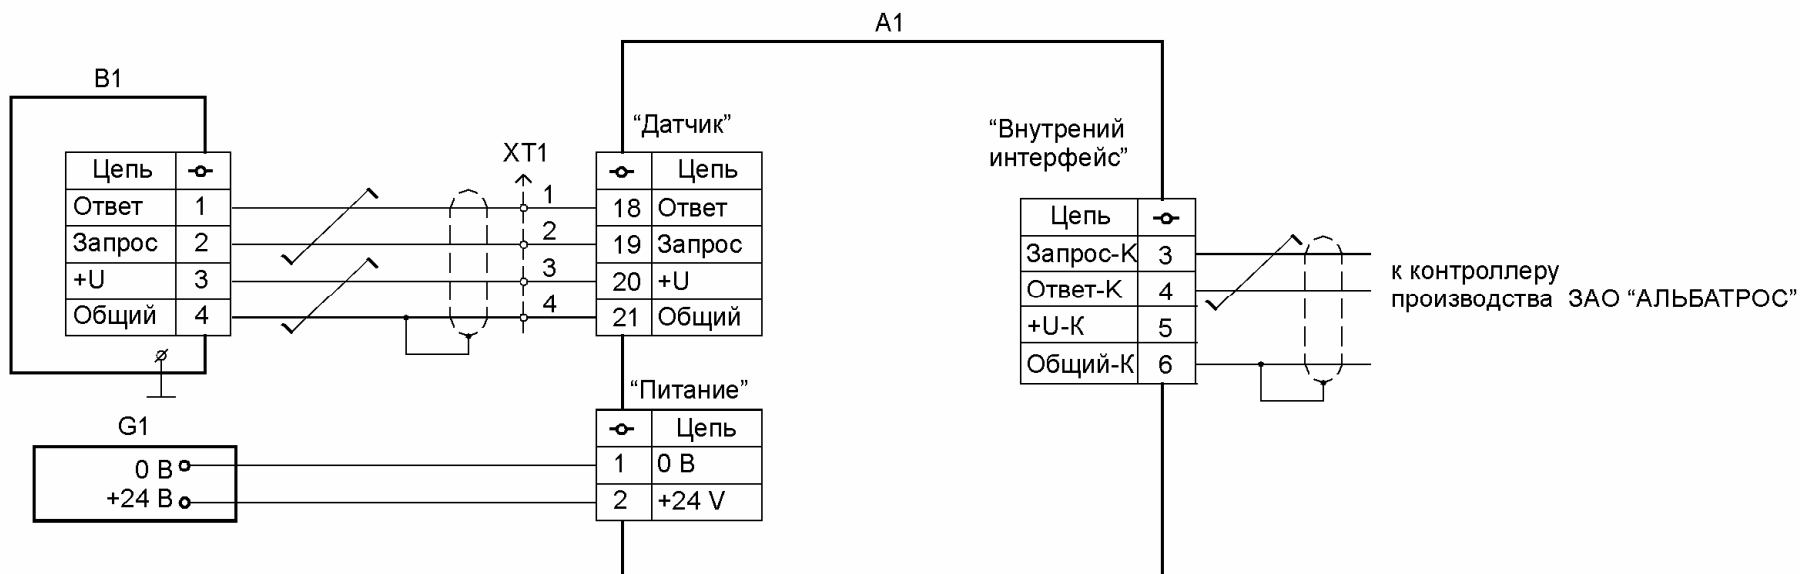 A1
B1
“Датчик”
“Внутрений
интерфейс”
XT1
Цепь
Цепь
Ответ 1
1
18 Ответ
Запрос 2
2
19 Запрос
+U 3
3
20 +U
Общий 4
4
21 Общий
Цепь
Запрос-К 3
Ответ-К 4
+U-К 5
Общий-К 6
к контроллеру
производства ЗАО “АЛЬБАТРОС”
“Питание”
Цепь
1 0 В
2 +24 V
G1
0 В
+24 В